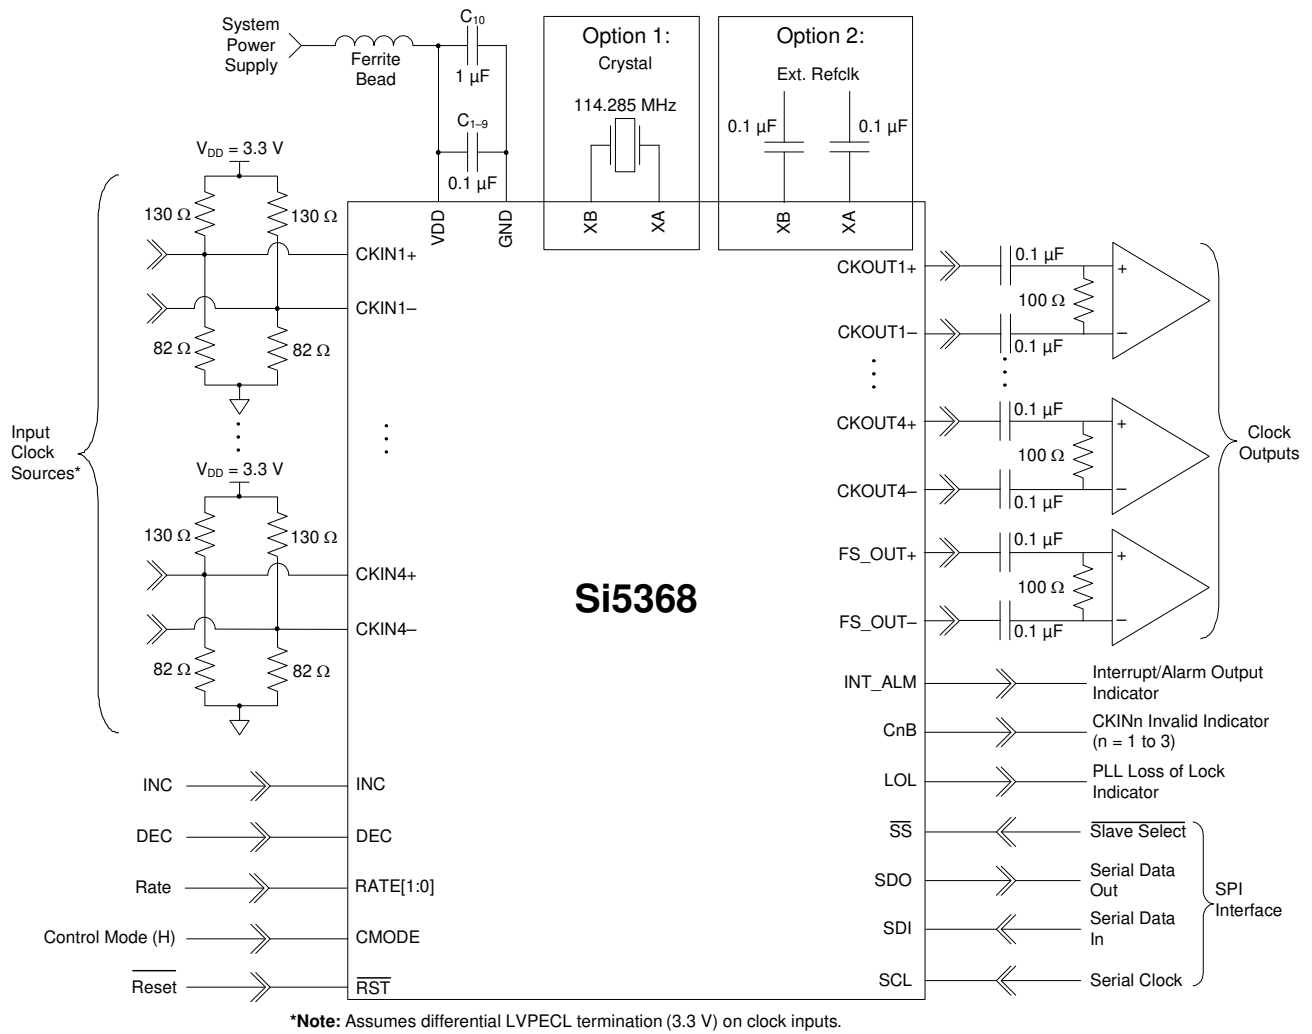 System
Power
Supply
Ferrite
Bead
C10
1 µF
C1–9
0.1 µF
Option 1:
Crystal
114.285 MHz
XB
XA
Option 2:
Ext. Refclk
0.1 µF
0.1 µF
XB
XA
VDD
GND
VDD = 3.3 V
130 Ω
130 Ω
CKIN1+
CKIN1–
82 Ω
82 Ω
Input
Clock
Sources*
VDD = 3.3 V
130 Ω
130 Ω
CKIN4+
CKIN4–
82 Ω
82 Ω
INC
INC
DEC
DEC
Rate
RATE[1:0]
Control Mode (H)
CMODE
Reset
RST
Si5368
CKOUT1+
0.1 µF
100 Ω
+
–
CKOUT1–
0.1 µF
CKOUT4+
0.1 µF
100 Ω
+
–
CKOUT4–
0.1 µF
FS_OUT+
0.1 µF
100 Ω
+
–
FS_OUT–
0.1 µF
Clock
Outputs
INT_ALM
Interrupt/Alarm Output
Indicator
CnB
CKINn Invalid Indicator
(n = 1 to 3)
LOL
PLL Loss of Lock
Indicator
SS
Slave Select
SDO
Serial Data
Out
SDI
Serial Data
In
SCL
Serial Clock
SPI
Interface
*Note: Assumes differential LVPECL termination (3.3 V) on clock inputs.